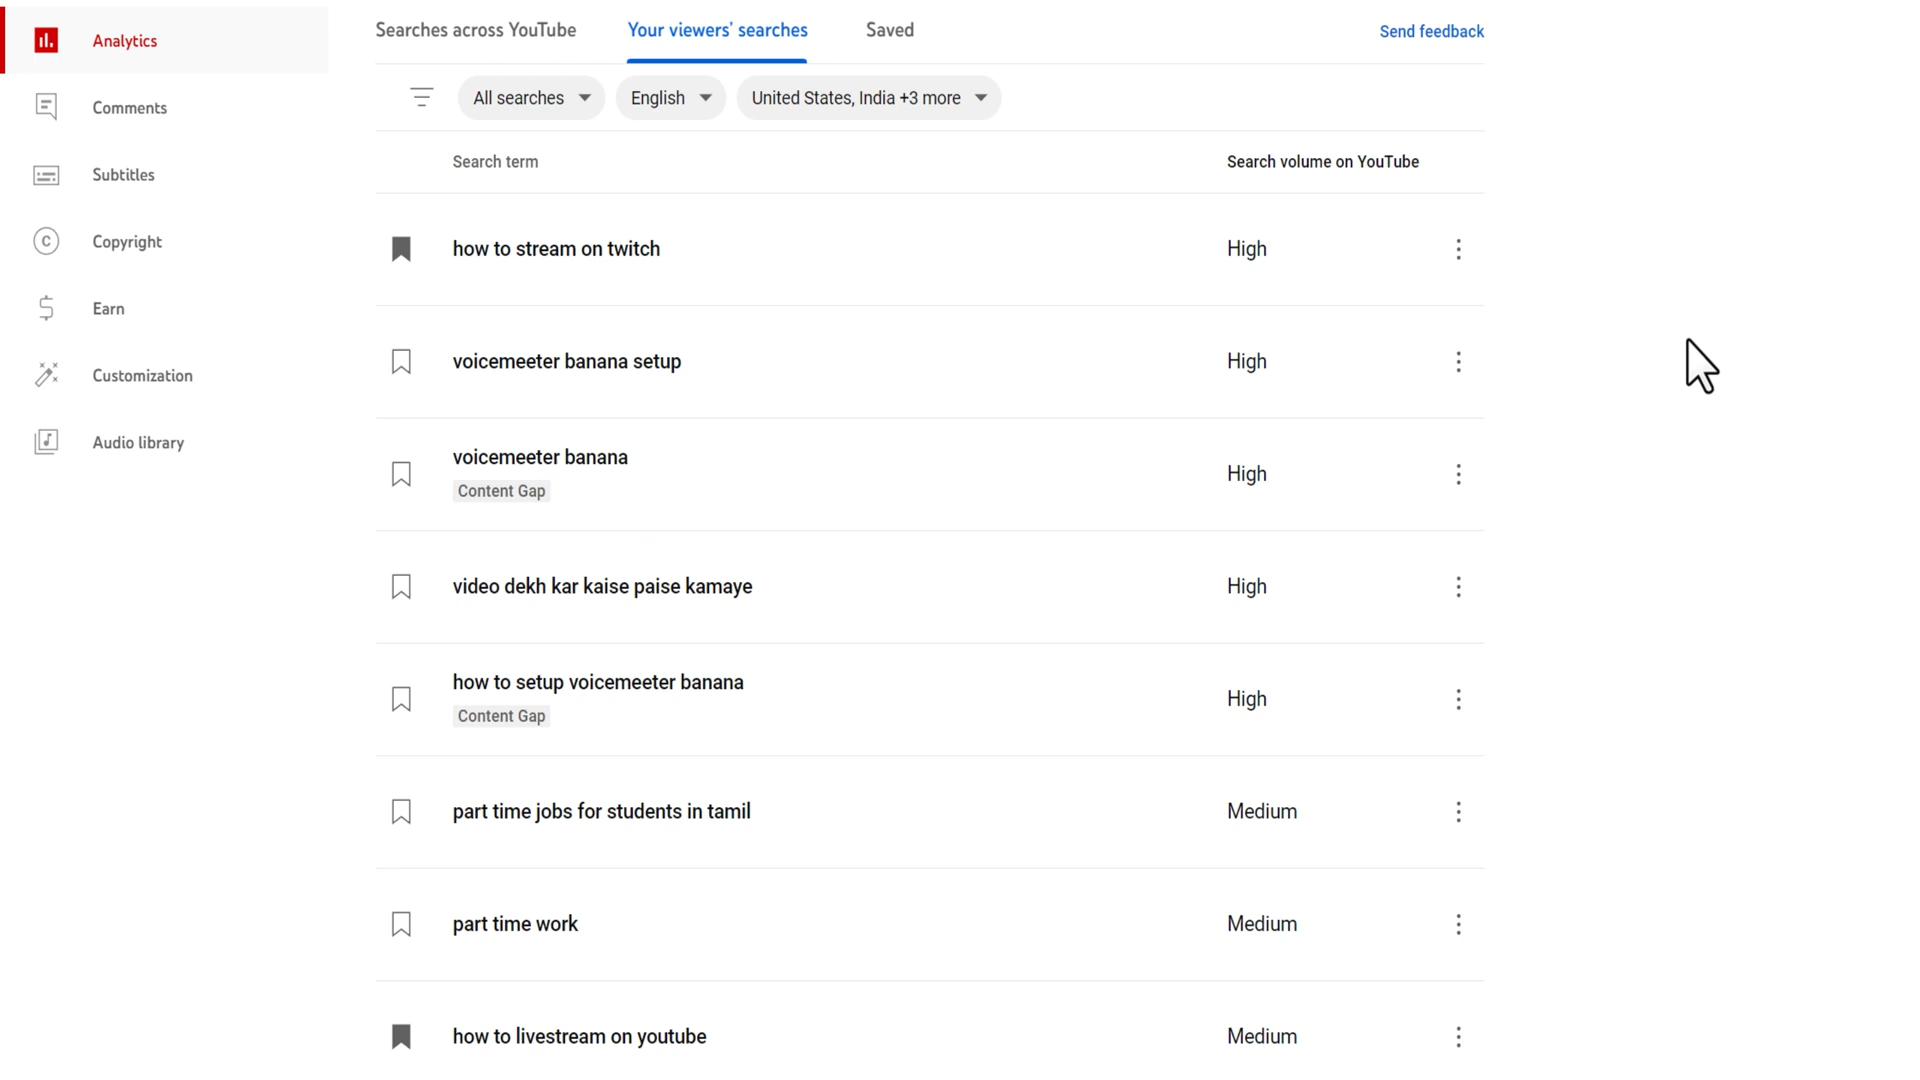 Analytics
Comments
Subtitles
Copyright
Earn
Customization
Audio library
Searches across YouTube
Your viewers' searches
Saved
Send feedback
All searches
English
United States, India +3 more
Search term
Search volume on YouTube
how to stream on twitch
High
voicemeeter banana setup
High
voicemeeter banana
Content Gap
High
video dekh kar kaise paise kamaye
High
how to setup voicemeeter banana
Content Gap
High
part time jobs for students in tamil
Medium
part time work
Medium
how to livestream on youtube
Medium